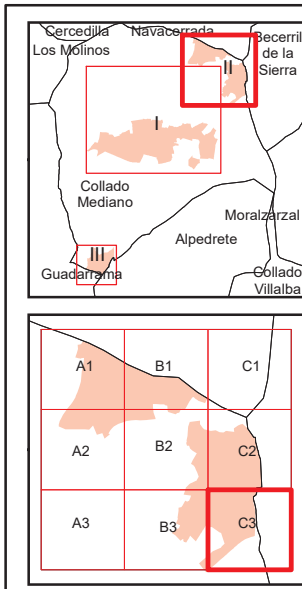 Cercedilla Navacerrada Becerril
Los Molinos de la
II Sierra
I
Collado
Mediano
Moralzarzal
Alpedrete
III
Guadarrama Collado
Villalba
A1 B1 C1
A2 B2 C2
A3 B3 C3